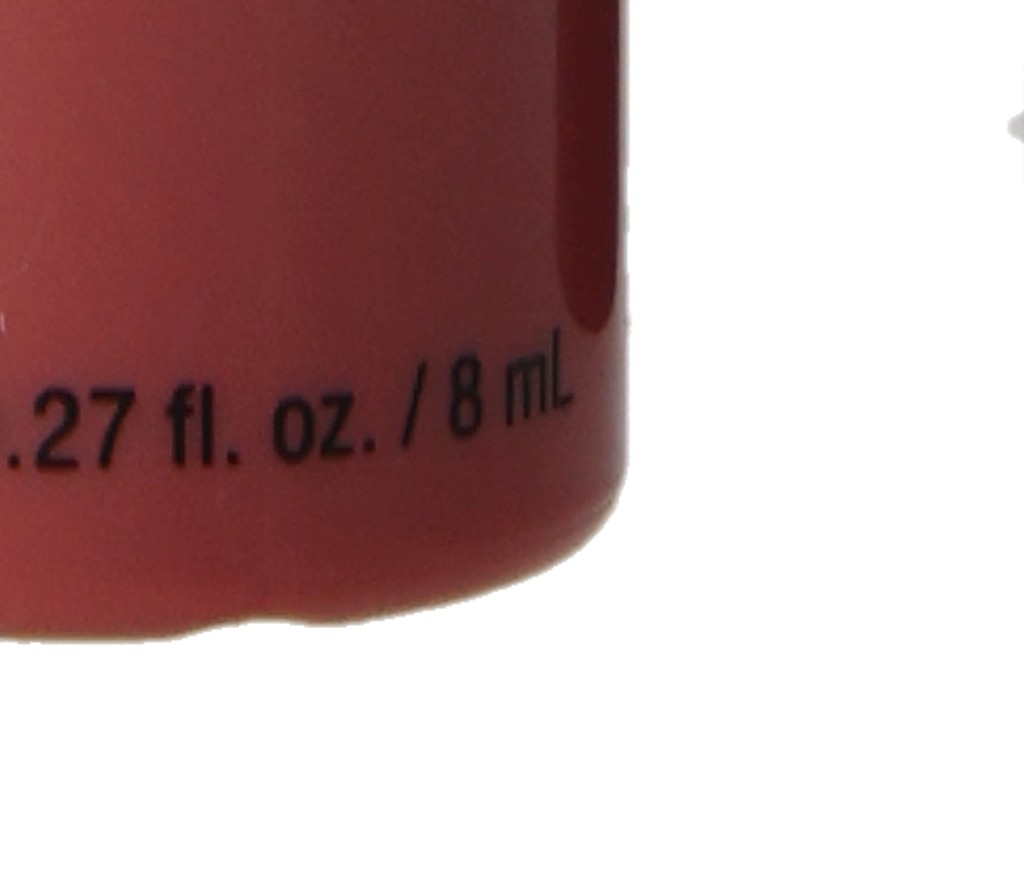 .27 fl. oz. / 8 mL